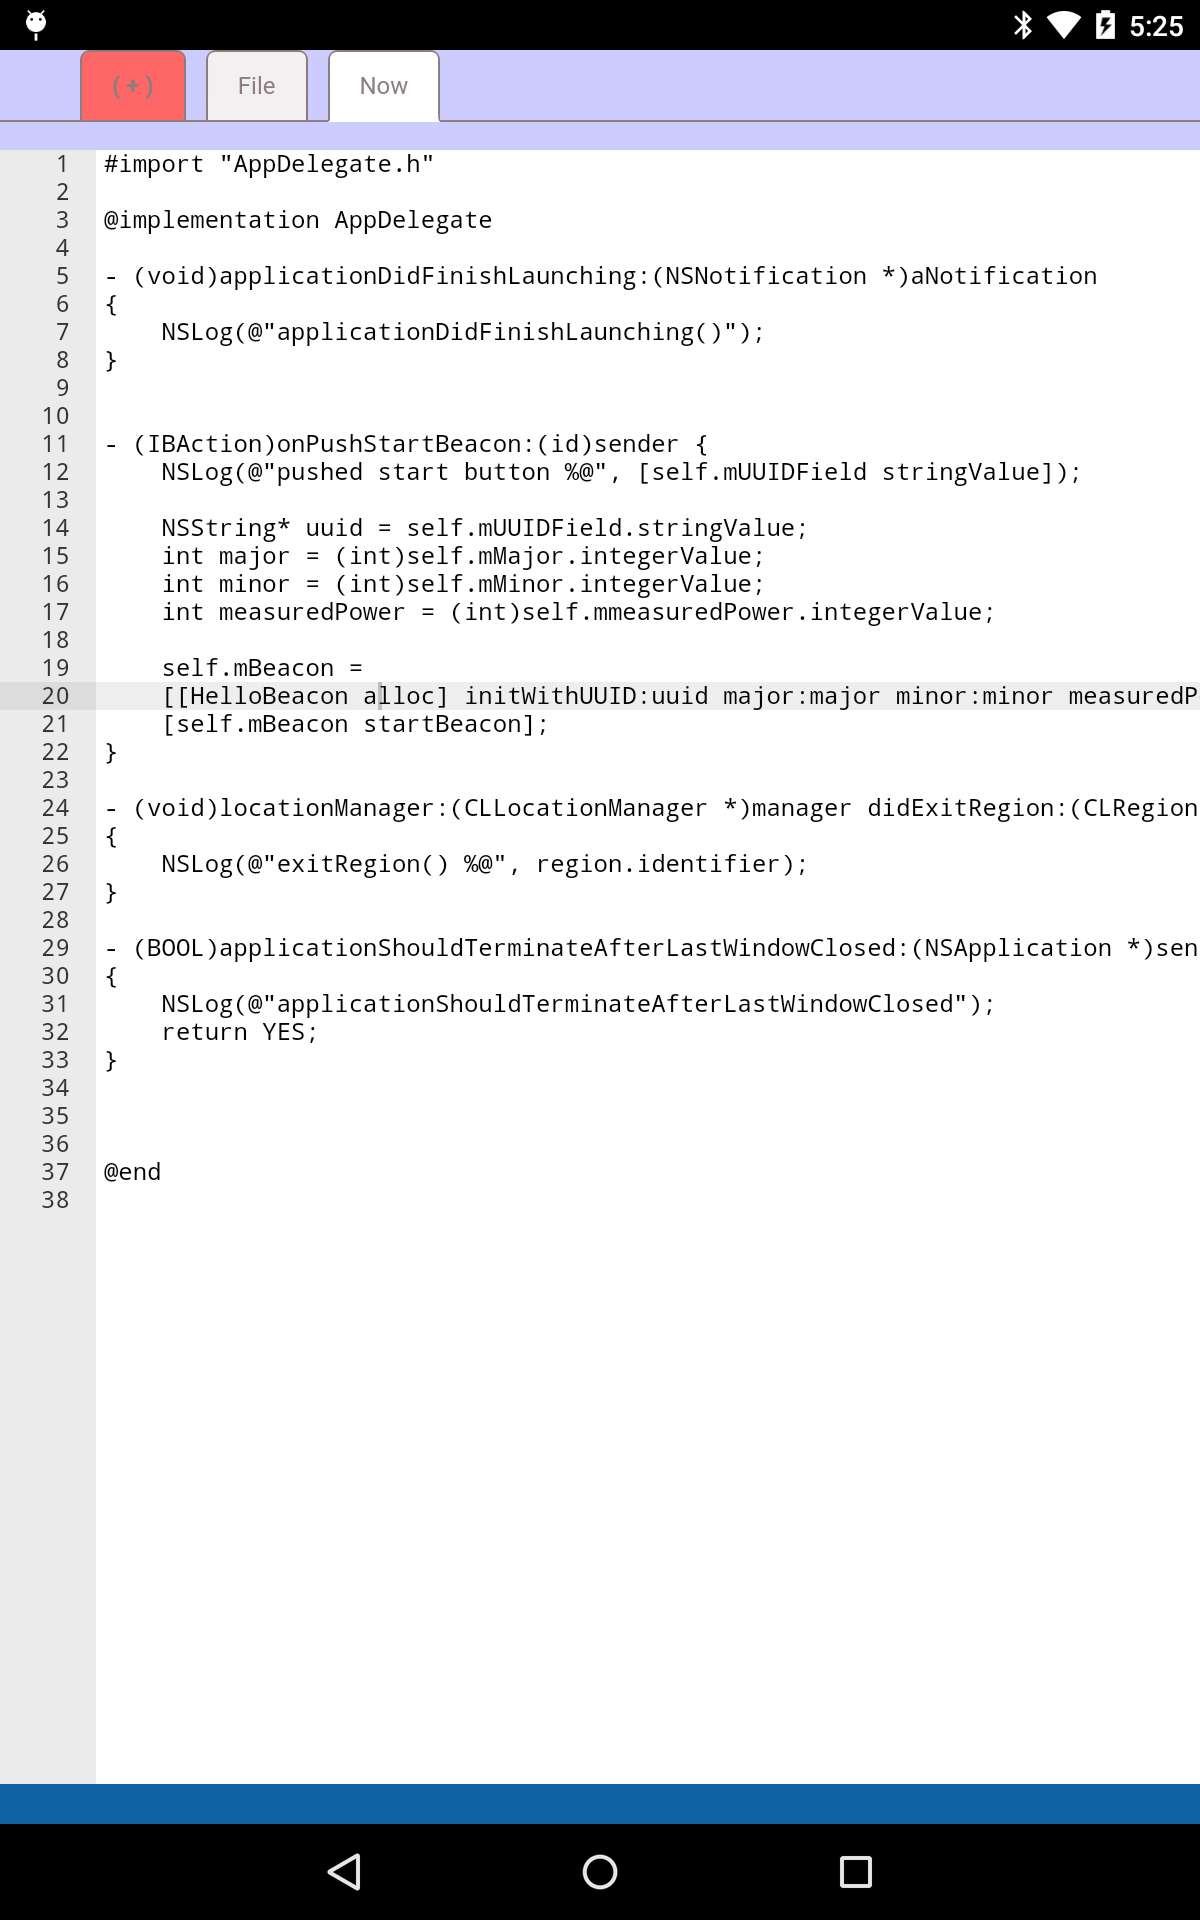 5:25
(+) File Now
1 #import "AppDelegate.h"
2
3 @implementation AppDelegate
4
5 - (void)applicationDidFinishLaunching:(NSNotification *)aNotification
6 {
7     NSLog(@"applicationDidFinishLaunching()");
8 }
9
10
11 - (IBAction)onPushStartBeacon:(id)sender {
12     NSLog(@"pushed start button %@", [self.mUUIDField stringValue]);
13
14     NSString* uuid = self.mUUIDField.stringValue;
15     int major = (int)self.mMajor.integerValue;
16     int minor = (int)self.mMinor.integerValue;
17     int measuredPower = (int)self.mmeasuredPower.integerValue;
18
19     self.mBeacon =
20     [[HelloBeacon alloc] initWithUUID:uuid major:major minor:minor measuredP
21     [self.mBeacon startBeacon];
22 }
23
24 - (void)locationManager:(CLLocationManager *)manager didExitRegion:(CLRegion
25 {
26     NSLog(@"exitRegion() %@", region.identifier);
27 }
28
29 - (BOOL)applicationShouldTerminateAfterLastWindowClosed:(NSApplication *)sen
30 {
31     NSLog(@"applicationShouldTerminateAfterLastWindowClosed");
32     return YES;
33 }
34
35
36
37 @end
38